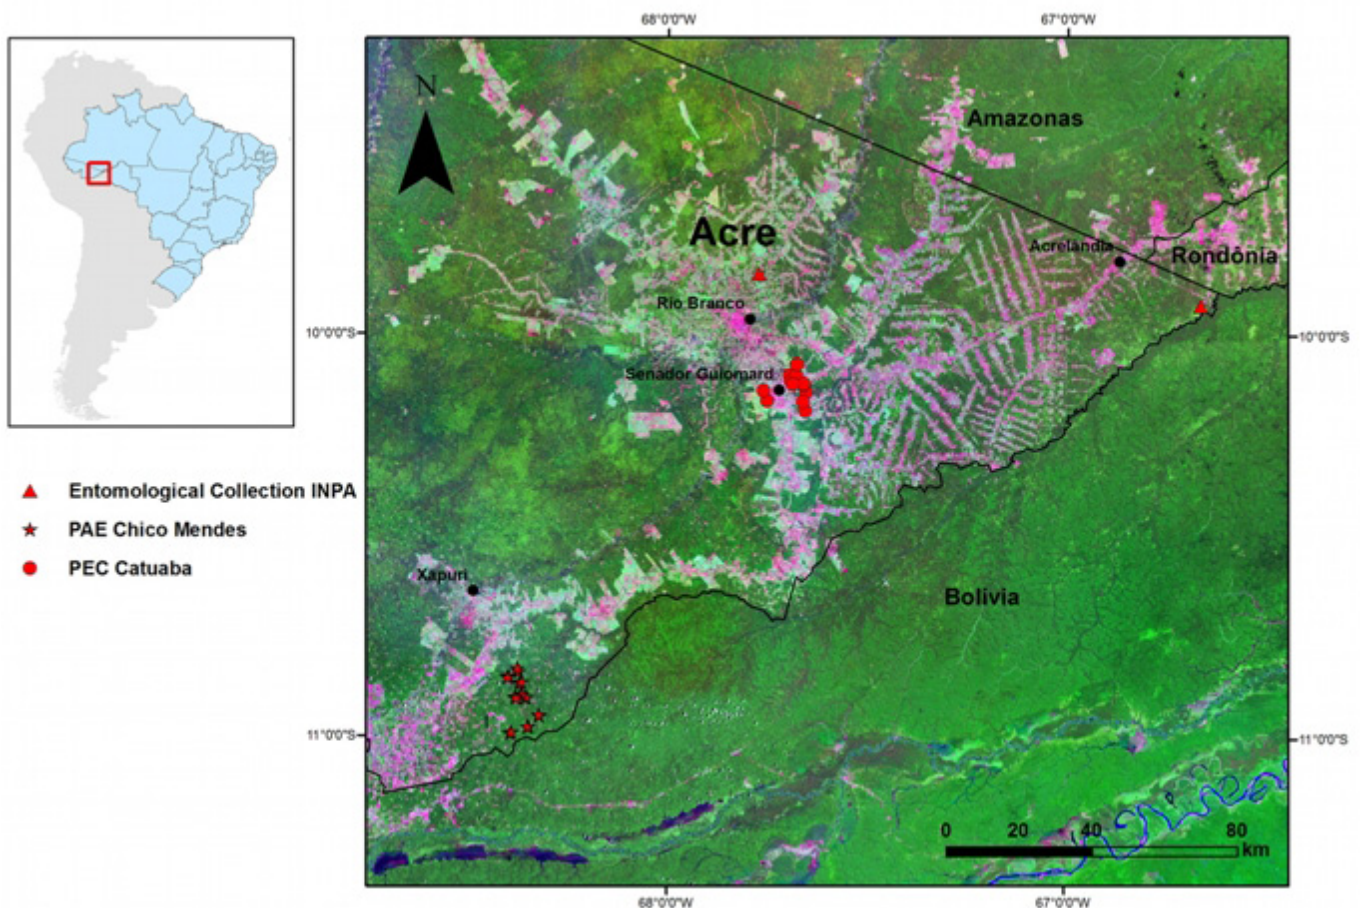 68°0'0"W
67°0'0"W
N
Amazonas
Acre
Acrelândia
Rondônia
Rio Branco
10°0'0"S
10°0'0"S
Senador Guiomard
Entomological Collection INPA
PAE Chico Mendes
PEC Catuaba
Xapuri
Bolívia
11°0'0"S
11°0'0"S
0 20 40 80
km
68°0'0"W
67°0'0"W